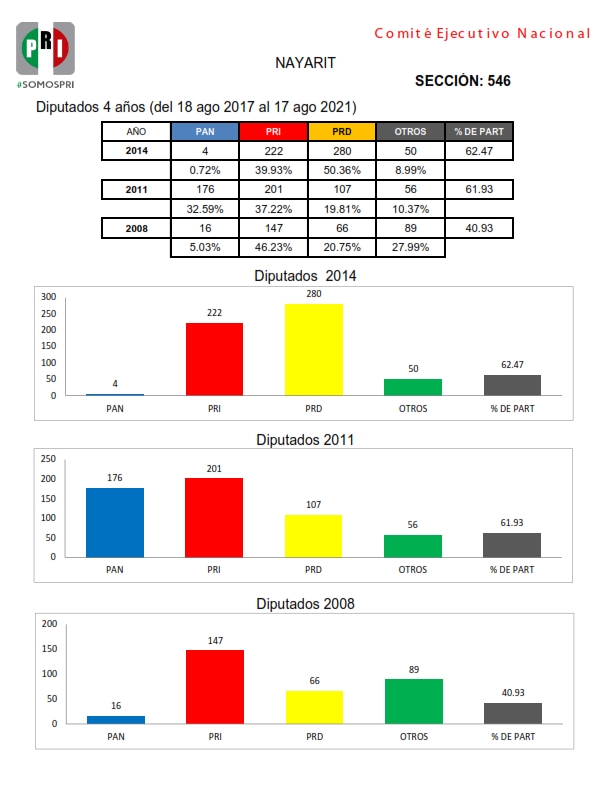 Comité Ejecutivo Nacional
PRI
#SOMOSPRI
NAYARIT
SECCIÓN: 546
Diputados 4 años (del 18 ago 2017 al 17 ago 2021)
AÑO PAN PRI PRD OTROS % DE PART
2014 4 222 280 50 62.47
0.72% 39.93% 50.36% 8.99%
2011 176 201 107 56 61.93
32.59% 37.22% 19.81% 10.37%
2008 16 147 66 89 40.93
5.03% 46.23% 20.75% 27.99%
Diputados 2014
300
250
200
150
100
50
0
4 222 280 50 62.47
PAN PRI PRD OTROS % DE PART
Diputados 2011
250
200
150
100
50
0
176 201 107 56 61.93
PAN PRI PRD OTROS % DE PART
Diputados 2008
200
150
100
50
0
16 147 66 89 40.93
PAN PRI PRD OTROS % DE PART